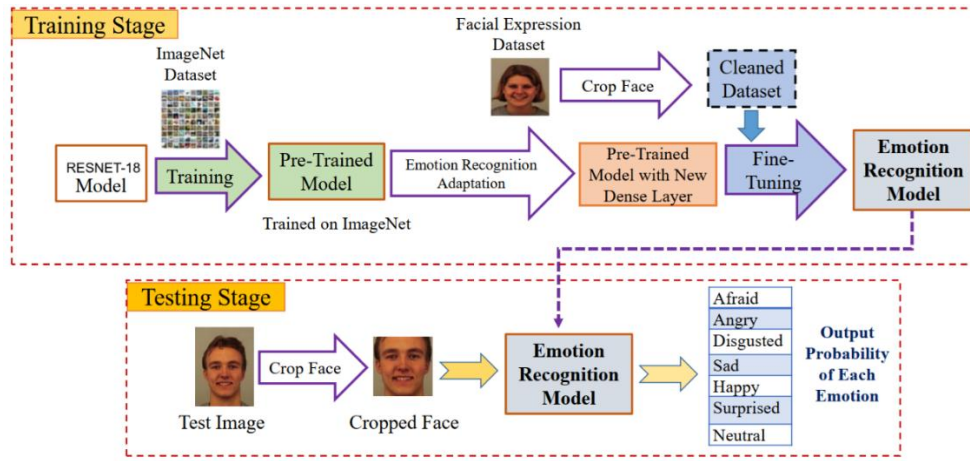 Training Stage
ImageNet
Dataset
Facial Expression
Dataset
Crop Face
Cleaned
Dataset
RESNET-18
Model
Training
Pre-Trained
Model
Trained on ImageNet
Emotion Recognition
Adaptation
Pre-Trained
Model with New
Dense Layer
Fine-
Tuning
Emotion
Recognition
Model
Testing Stage
Test Image
Crop Face
Cropped Face
Emotion
Recognition
Model
Afraid
Angry
Disgusted
Sad
Happy
Surprised
Neutral
Output
Probability
of Each
Emotion